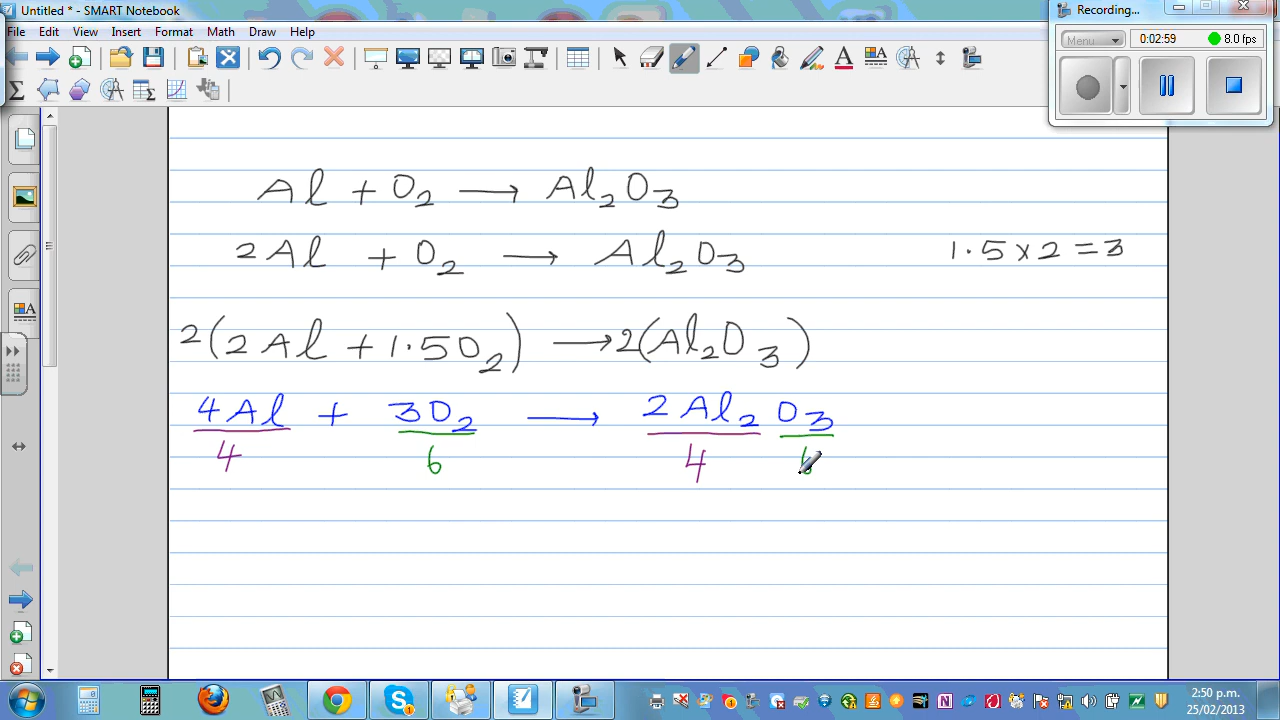 Untitled * - SMART Notebook
Recording...
File Edit View Insert Format Math Draw Help
Menu 0:02:59 8.0 fps
Al + O₂ ⟶ Al₂O₃
2Al + O₂ ⟶ Al₂O₃ 1.5 × 2 = 3
2(2Al + 1.5O₂) ⟶ 2(Al₂O₃)
4Al + 3O₂ ⟶ 2Al₂O₃
4 6 4 6
2:50 p.m.
25/02/2013